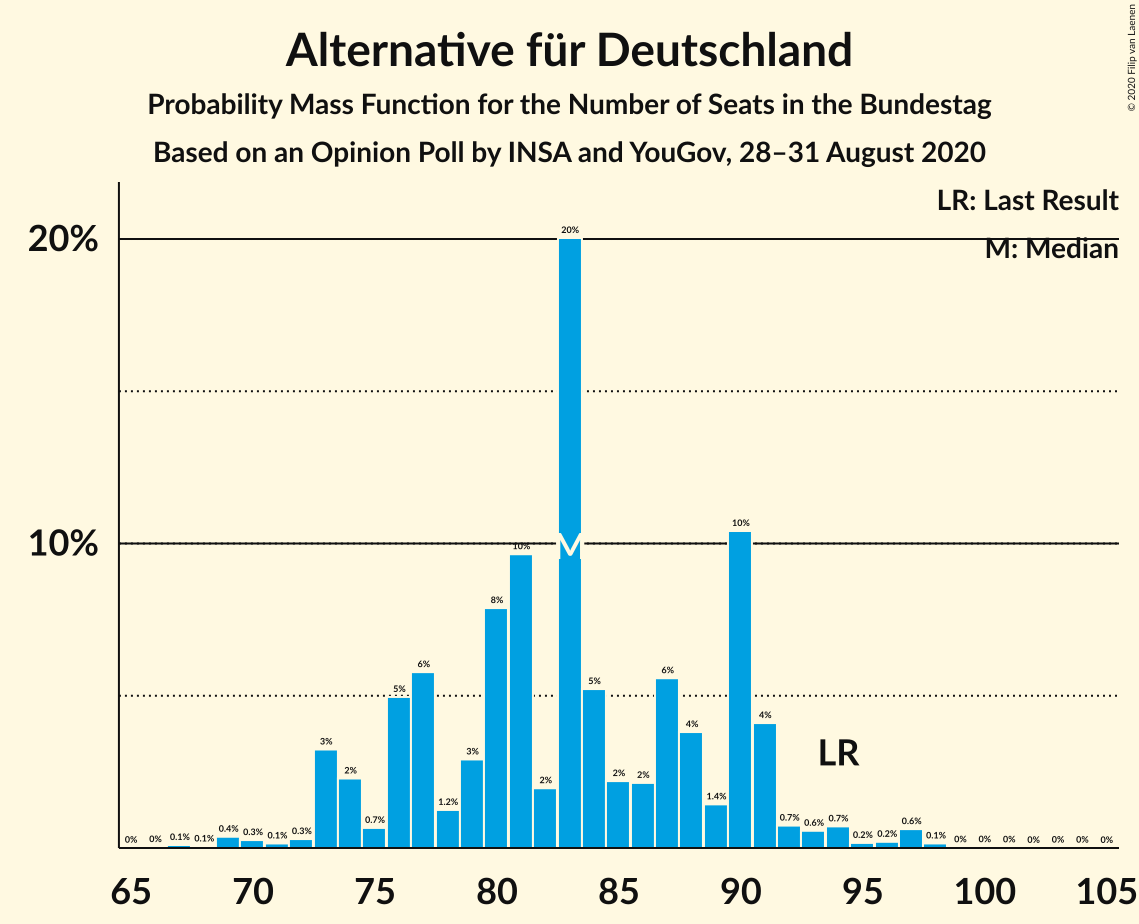 © 2020 Filip van Laenen
Alternative für Deutschland
Probability Mass Function for the Number of Seats in the Bundestag
Based on an Opinion Poll by INSA and YouGov, 28–31 August 2020
LR: Last Result
M: Median
20%
10%
0% 0% 0.1% 0.1% 0.4% 0.3% 0.1% 0.3% 3% 2% 0.7% 5% 6% 1.2% 3% 8% 10% 2% 20% 5% 2% 2% 6% 4% 1.4% 10% 4% 0.7% 0.6% 0.7% 0.2% 0.2% 0.6% 0.1% 0% 0% 0% 0% 0% 0% 0%
M
LR
65 70 75 80 85 90 95 100 105